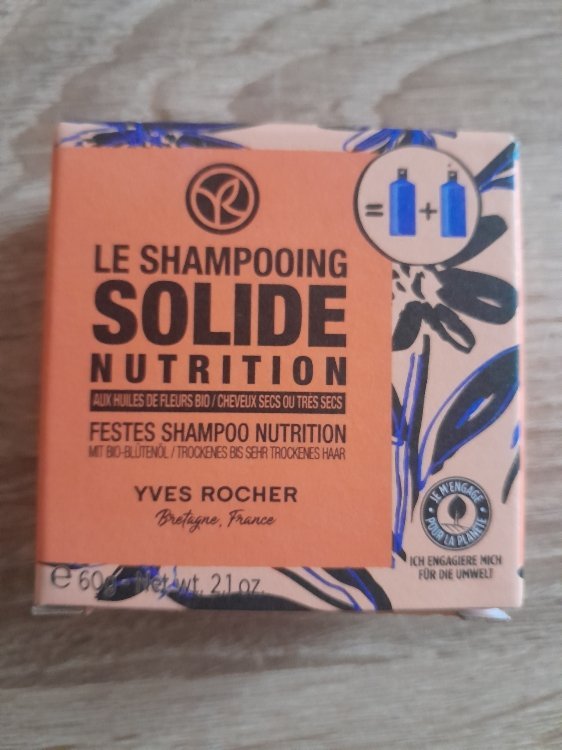 = +
LE SHAMPOOING
SOLIDE
NUTRITION
AUX HUILES DE FLEURS BIO / CHEVEUX SECS OU TRES SECS
FESTES SHAMPOO NUTRITION
MIT BIO-BLÜTENÖL / TROCKENES BIS SEHR TROCKENES HAAR
YVES ROCHER
Bretagne, France
JE M'ENGAGE
POUR LA PLANETE
ICH ENGAGIERE MICH
FÜR DIE UMWELT
e 60g - Net wt. 2.1 oz.